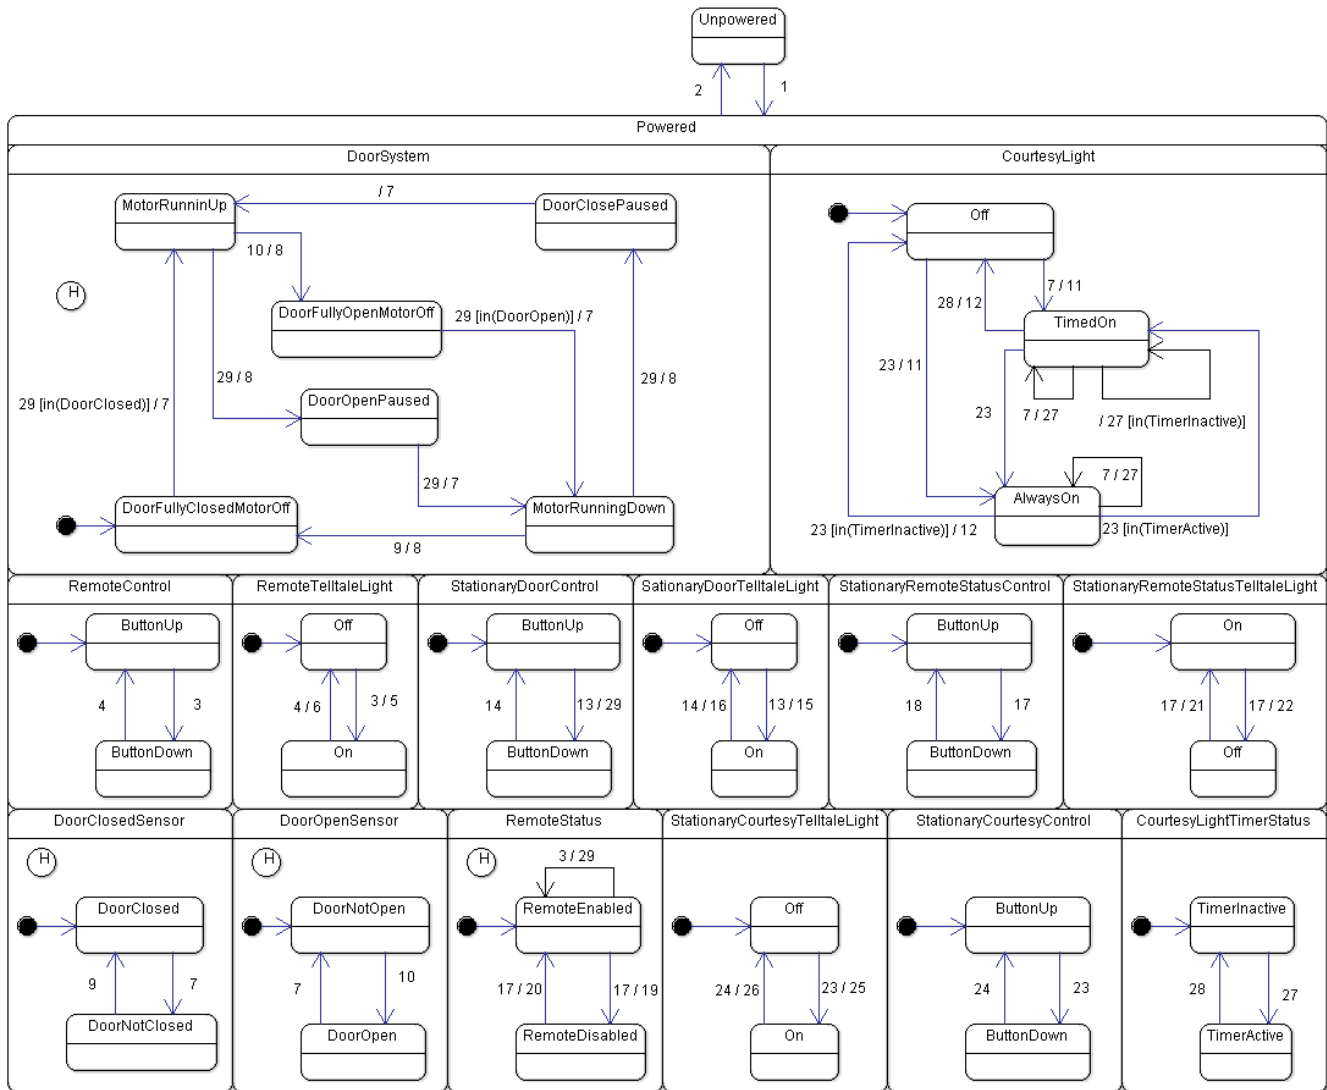 Unpowered
2
1
Powered
DoorSystem
CourtesyLight
MotorRunninUp
/ 7
DoorClosePaused
Off
10 / 8
H
7 / 11
28 / 12
DoorFullyOpenMotorOff
29 [in(DoorOpen)] / 7
TimedOn
23 / 11
29 / 8
29 / 8
DoorOpenPaused
29 [in(DoorClosed)] / 7
23
7 / 27
/ 27 [in(TimerInactive)]
29 / 7
7 / 27
DoorFullyClosedMotorOff
MotorRunningDown
AlwaysOn
9 / 8
23 [in(TimerInactive)] / 12
23 [in(TimerActive)]
RemoteControl
RemoteTelltaleLight
StationaryDoorControl
SationaryDoorTelltaleLight
StationaryRemoteStatusControl
StationaryRemoteStatusTelltaleLight
ButtonUp
Off
ButtonUp
Off
ButtonUp
On
4
3
4 / 6
3 / 5
14
13 / 29
14 / 16
13 / 15
18
17
17 / 21
17 / 22
ButtonDown
On
ButtonDown
On
ButtonDown
Off
DoorClosedSensor
DoorOpenSensor
RemoteStatus
StationaryCourtesyTelltaleLight
StationaryCourtesyControl
CourtesyLightTimerStatus
H
H
H
3 / 29
DoorClosed
DoorNotOpen
RemoteEnabled
Off
ButtonUp
TimerInactive
9
7
7
10
17 / 20
17 / 19
24 / 26
23 / 25
24
23
28
27
DoorNotClosed
DoorOpen
RemoteDisabled
On
ButtonDown
TimerActive